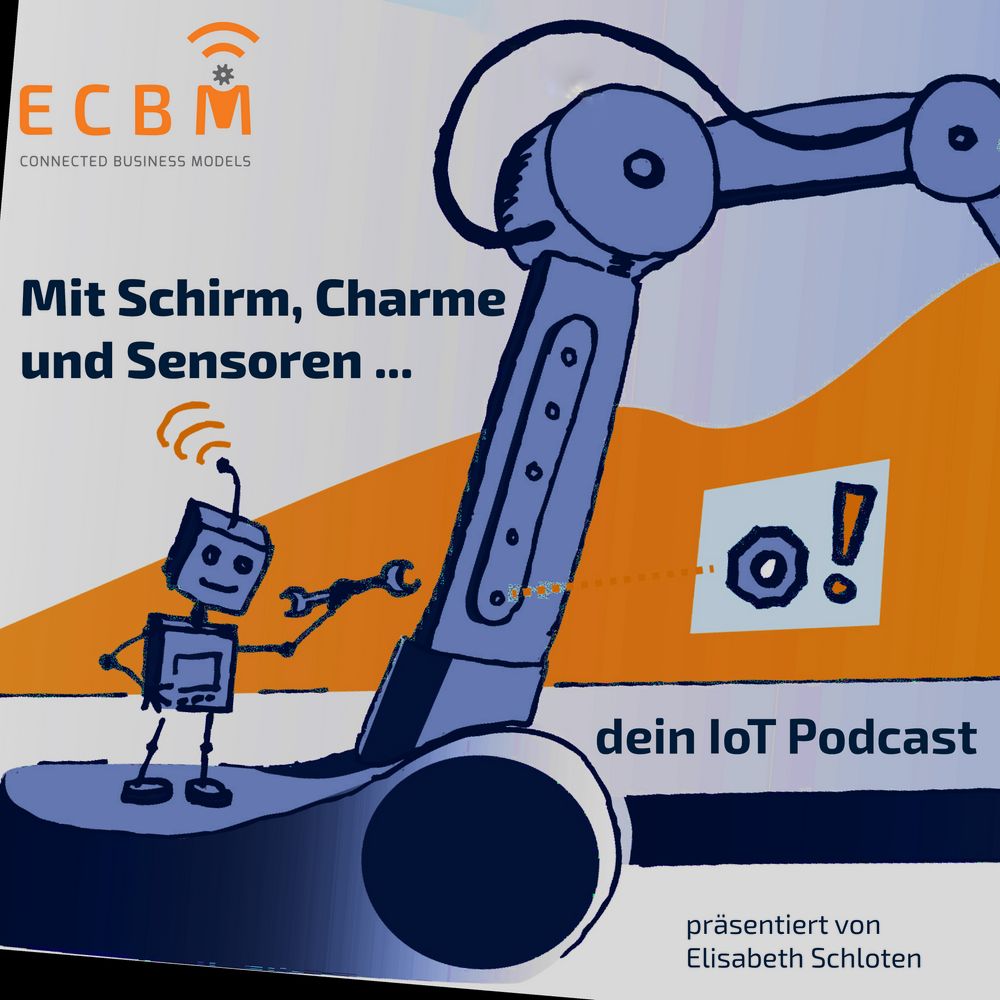 ECBM
CONNECTED BUSINESS MODELS
Mit Schirm, Charme
und Sensoren ...
!
dein IoT Podcast
präsentiert von
Elisabeth Schloten